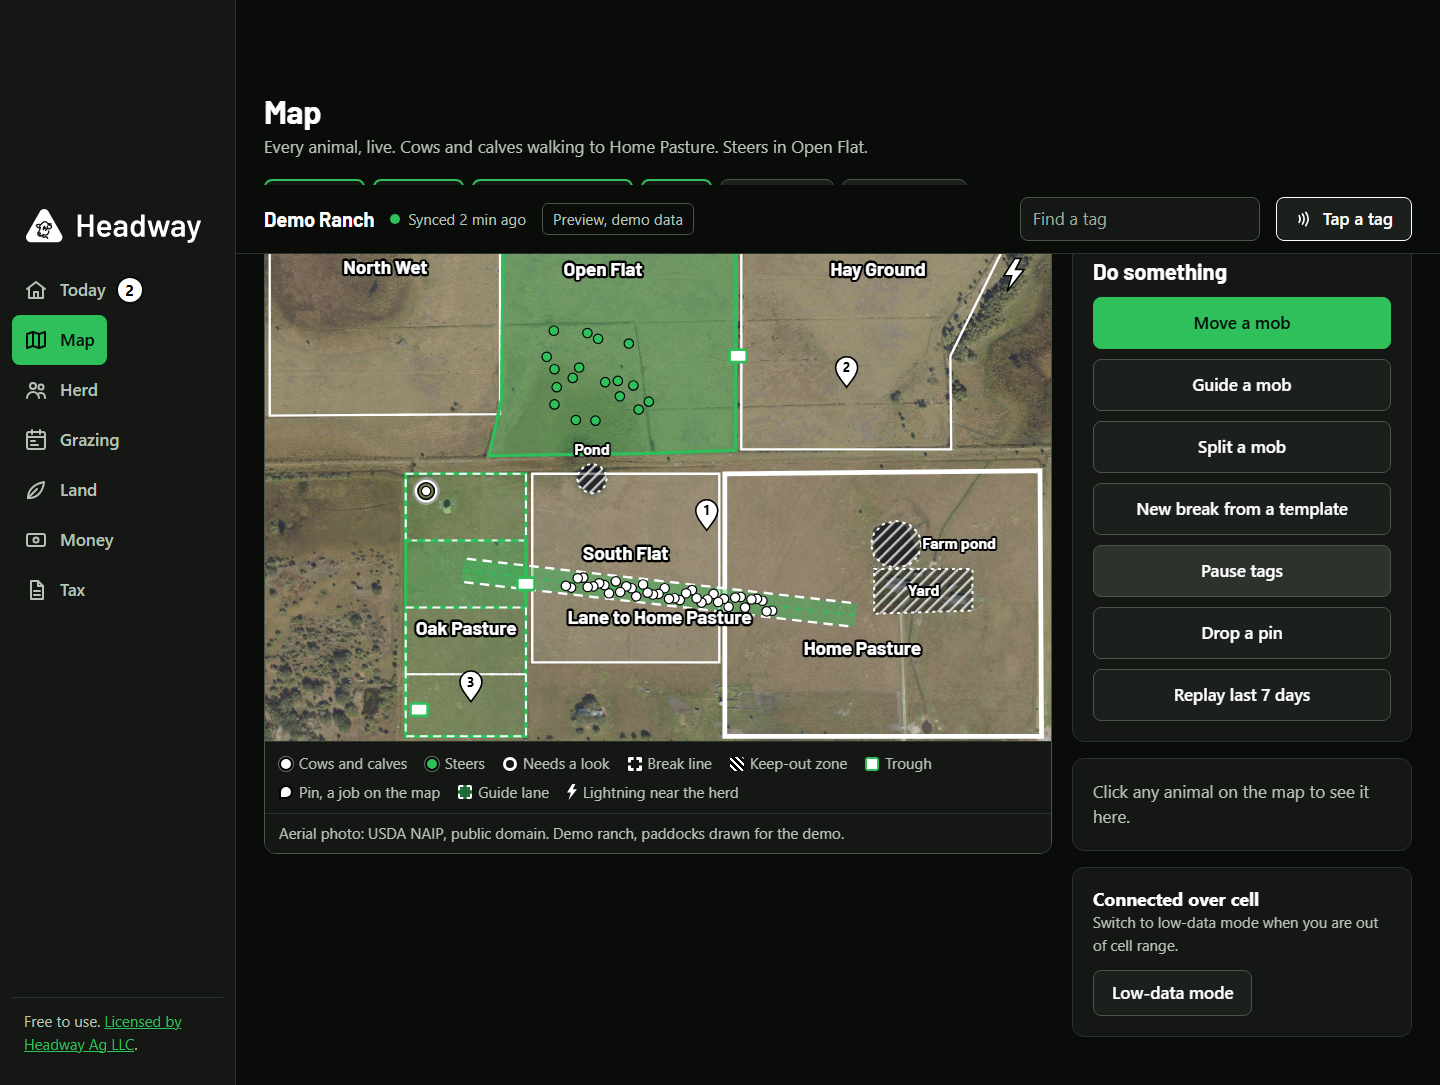 Map
Every animal, live. Cows and calves walking to Home Pasture. Steers in Open Flat.
Headway
Demo Ranch
Synced 2 min ago
Preview, demo data
Find a tag
Tap a tag
Today
2
Map
Herd
Grazing
Land
Money
Tax
North Wet
Open Flat
Hay Ground
2
Pond
1
South Flat
Farm pond
Yard
Lane to Home Pasture
Oak Pasture
Home Pasture
3
Cows and calves
Steers
Needs a look
Break line
Keep-out zone
Trough
Pin, a job on the map
Guide lane
Lightning near the herd
Aerial photo: USDA NAIP, public domain. Demo ranch, paddocks drawn for the demo.
Do something
Move a mob
Guide a mob
Split a mob
New break from a template
Pause tags
Drop a pin
Replay last 7 days
Click any animal on the map to see it
here.
Connected over cell
Switch to low-data mode when you are out
of cell range.
Low-data mode
Free to use. Licensed by
Headway Ag LLC.